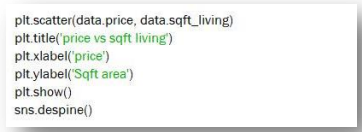 plt.scatter(data.price, data.sqft_living)
plt.title('price vs sqft living')
plt.xlabel('price')
plt.ylabel('Sqft area')
plt.show()
sns.despine()